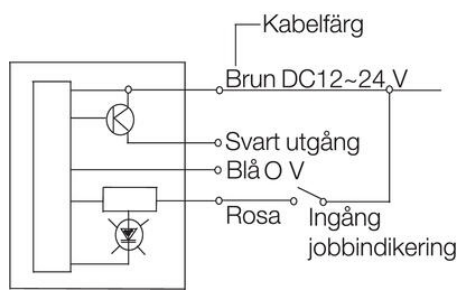 Kabelfärg
Brun DC12~24 V
Svart utgång
Blå O V
Rosa
Ingång
jobbindikering